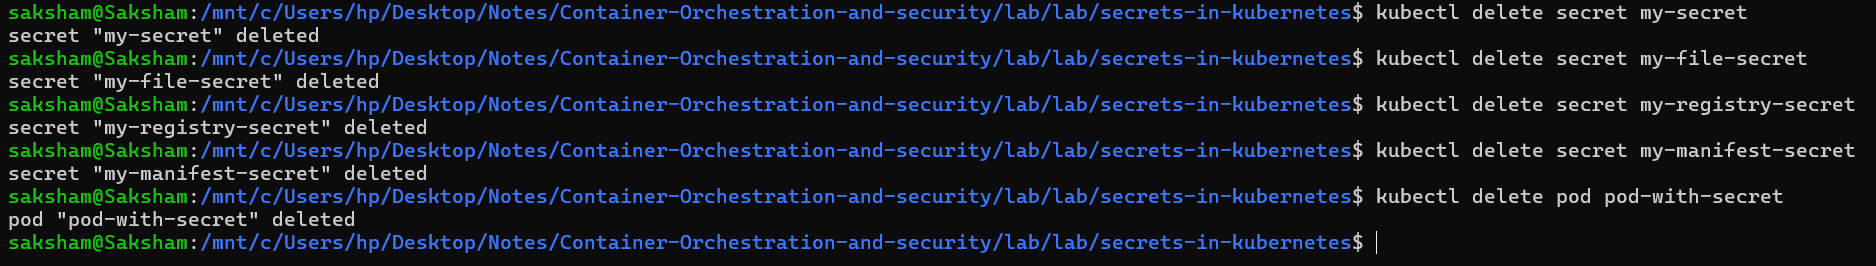 saksham@Saksham:/mnt/c/Users/hp/Desktop/Notes/Container-Orchestration-and-security/lab/lab/secrets-in-kubernetes$ kubectl delete secret my-secret
secret "my-secret" deleted
saksham@Saksham:/mnt/c/Users/hp/Desktop/Notes/Container-Orchestration-and-security/lab/lab/secrets-in-kubernetes$ kubectl delete secret my-file-secret
secret "my-file-secret" deleted
saksham@Saksham:/mnt/c/Users/hp/Desktop/Notes/Container-Orchestration-and-security/lab/lab/secrets-in-kubernetes$ kubectl delete secret my-registry-secret
secret "my-registry-secret" deleted
saksham@Saksham:/mnt/c/Users/hp/Desktop/Notes/Container-Orchestration-and-security/lab/lab/secrets-in-kubernetes$ kubectl delete secret my-manifest-secret
secret "my-manifest-secret" deleted
saksham@Saksham:/mnt/c/Users/hp/Desktop/Notes/Container-Orchestration-and-security/lab/lab/secrets-in-kubernetes$ kubectl delete pod pod-with-secret
pod "pod-with-secret" deleted
saksham@Saksham:/mnt/c/Users/hp/Desktop/Notes/Container-Orchestration-and-security/lab/lab/secrets-in-kubernetes$